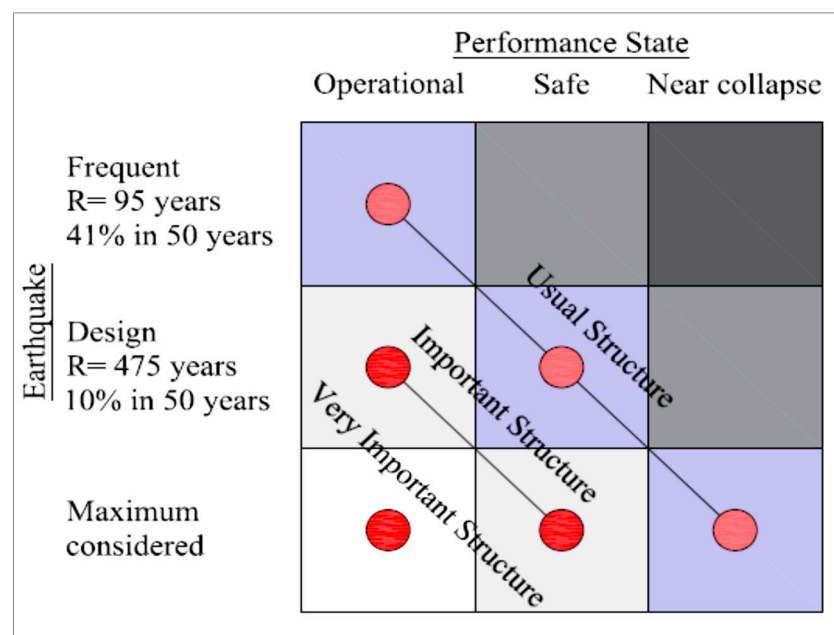 Performance State
Operational
Safe
Near collapse
Earthquake
Frequent
R= 95 years
41% in 50 years
Design
R= 475 years
10% in 50 years
Maximum
considered
Usual Structure
Important Structure
Very Important Structure